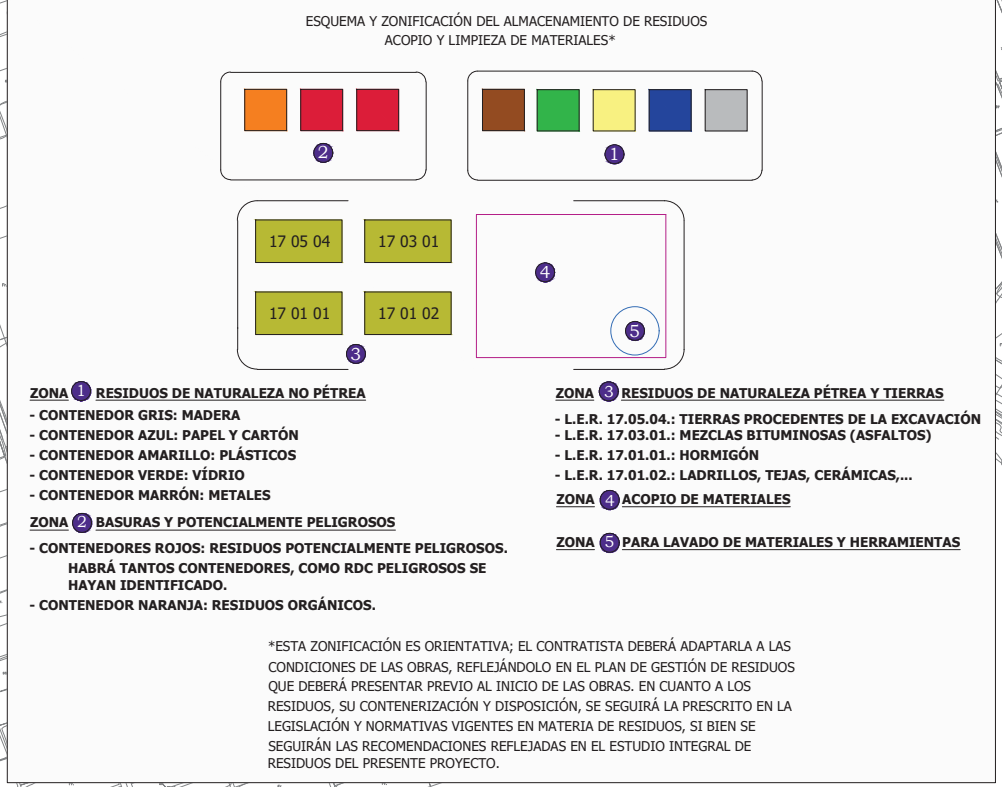 ESQUEMA Y ZONIFICACIÓN DEL ALMACENAMIENTO DE RESIDUOS
ACOPIO Y LIMPIEZA DE MATERIALES*
2
1
17 05 04
17 03 01
4
17 01 01
17 01 02
5
3
ZONA 1 RESIDUOS DE NATURALEZA NO PÉTREA
- CONTENEDOR GRIS: MADERA
- CONTENEDOR AZUL: PAPEL Y CARTÓN
- CONTENEDOR AMARILLO: PLÁSTICOS
- CONTENEDOR VERDE: VÍDRIO
- CONTENEDOR MARRÓN: METALES
ZONA 2 BASURAS Y POTENCIALMENTE PELIGROSOS
- CONTENEDORES ROJOS: RESIDUOS POTENCIALMENTE PELIGROSOS.
HABRÁ TANTOS CONTENEDORES, COMO RDC PELIGROSOS SE
HAYAN IDENTIFICADO.
- CONTENEDOR NARANJA: RESIDUOS ORGÁNICOS.
ZONA 3 RESIDUOS DE NATURALEZA PÉTREA Y TIERRAS
- L.E.R. 17.05.04.: TIERRAS PROCEDENTES DE LA EXCAVACIÓN
- L.E.R. 17.03.01.: MEZCLAS BITUMINOSAS (ASFALTOS)
- L.E.R. 17.01.01.: HORMIGÓN
- L.E.R. 17.01.02.: LADRILLOS, TEJAS, CERÁMICAS,...
ZONA 4 ACOPIO DE MATERIALES
ZONA 5 PARA LAVADO DE MATERIALES Y HERRAMIENTAS
*ESTA ZONIFICACIÓN ES ORIENTATIVA; EL CONTRATISTA DEBERÁ ADAPTARLA A LAS
CONDICIONES DE LAS OBRAS, REFLEJÁNDOLO EN EL PLAN DE GESTIÓN DE RESIDUOS
QUE DEBERÁ PRESENTAR PREVIO AL INICIO DE LAS OBRAS. EN CUANTO A LOS
RESIDUOS, SU CONTENERIZACIÓN Y DISPOSICIÓN, SE SEGUIRÁ LA PRESCRITO EN LA
LEGISLACIÓN Y NORMATIVAS VIGENTES EN MATERIA DE RESIDUOS, SI BIEN SE
SEGUIRÁN LAS RECOMENDACIONES REFLEJADAS EN EL ESTUDIO INTEGRAL DE
RESIDUOS DEL PRESENTE PROYECTO.